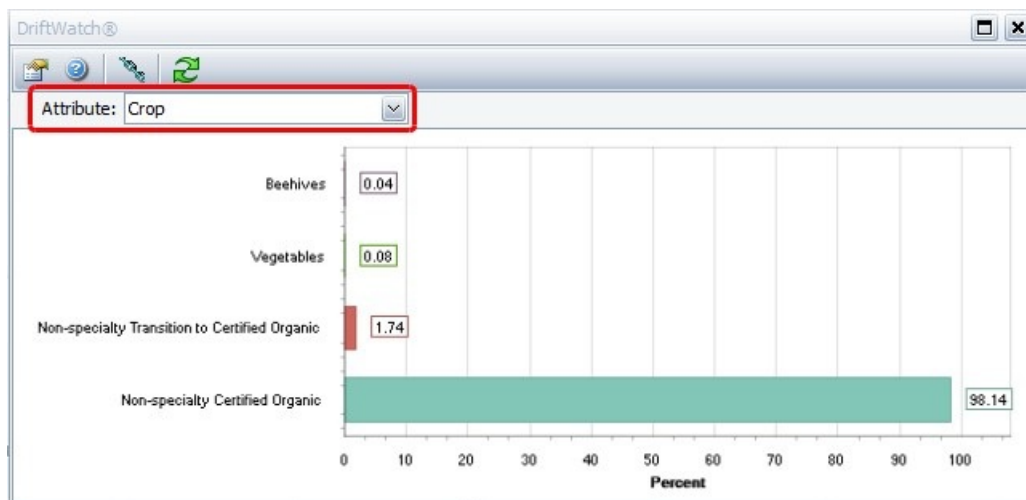 DriftWatch®
Attribute: Crop
Beehives 0.04
Vegetables 0.08
Non-specialty Transition to Certified Organic 1.74
Non-specialty Certified Organic 98.14
0 10 20 30 40 50 60 70 80 90 100
Percent